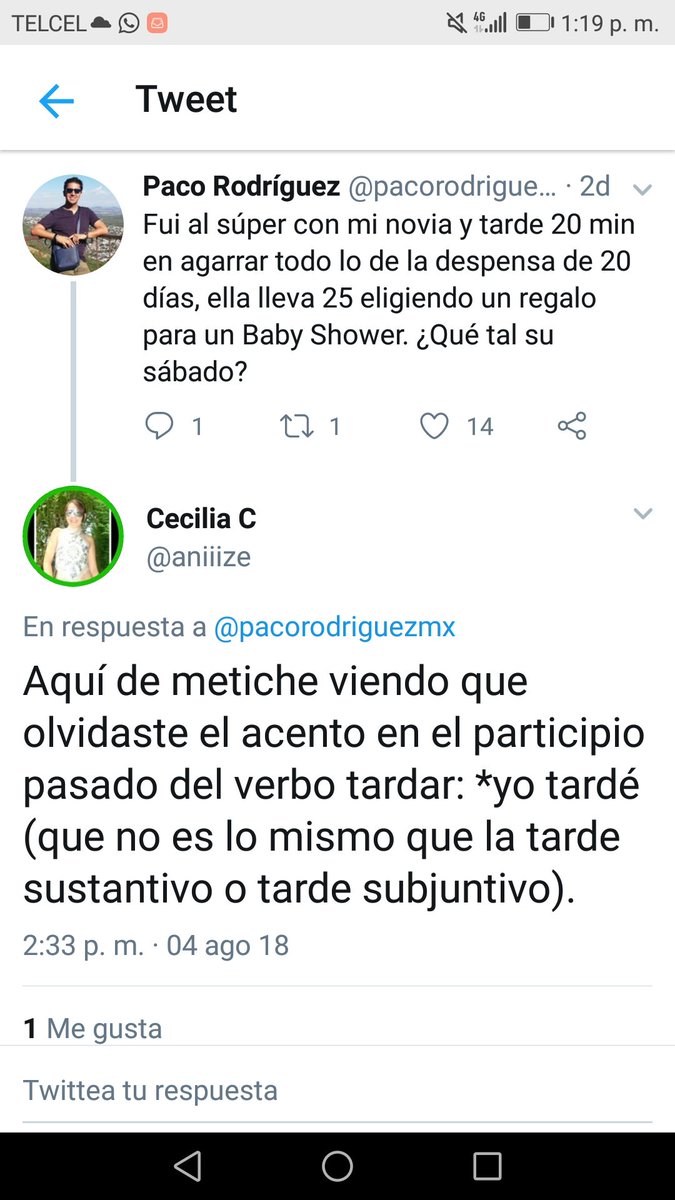 TELCEL 4G 1:19 p. m.
Tweet
Paco Rodríguez @pacorodrigue... · 2d
Fui al súper con mi novia y tarde 20 min
en agarrar todo lo de la despensa de 20
días, ella lleva 25 eligiendo un regalo
para un Baby Shower. ¿Qué tal su
sábado?
1 1 14
Cecilia C
@aniiize
En respuesta a @pacorodriguezmx
Aquí de metiche viendo que
olvidaste el acento en el participio
pasado del verbo tardar: *yo tardé
(que no es lo mismo que la tarde
sustantivo o tarde subjuntivo).
2:33 p. m. · 04 ago 18
1 Me gusta
Twittea tu respuesta